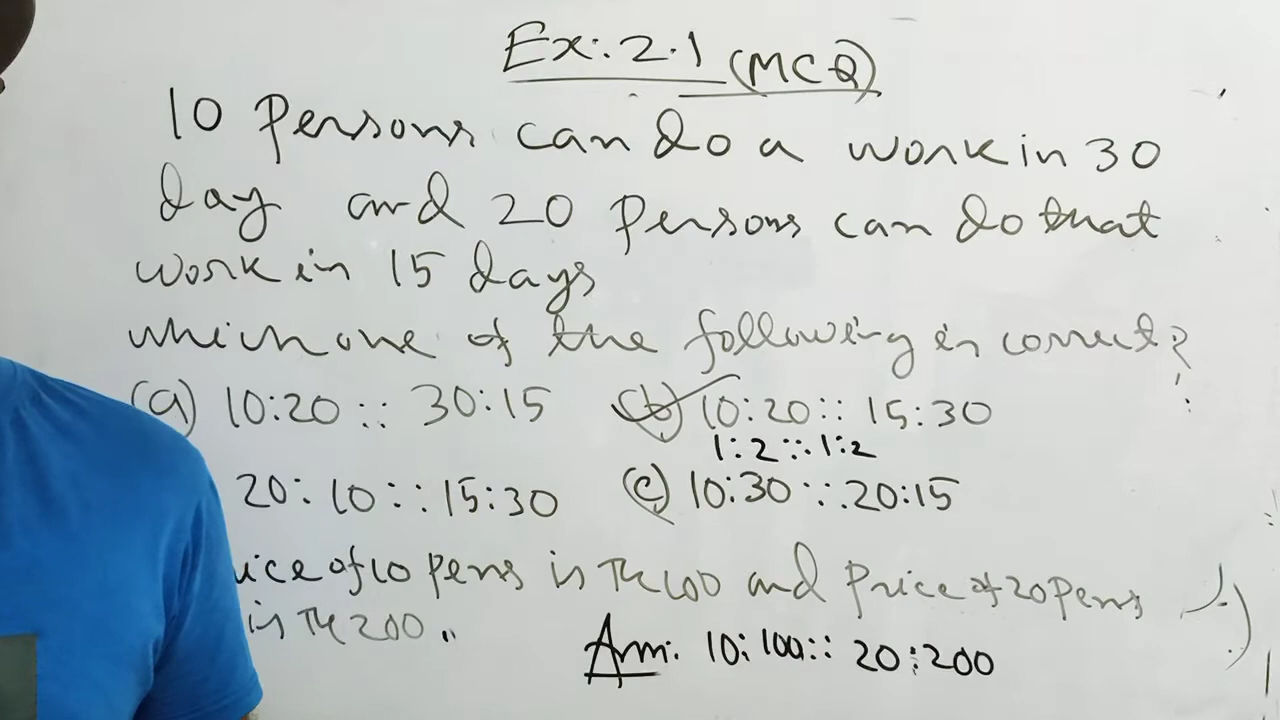 Ex:. 2.1 (MCQ)
10 Persons can do a work in 30
day and 20 Persons can do that
work in 15 days
which one of the following is correct?
(a) 10:20 :: 30:15 (b) 10:20 :: 15:30
1:2 :: 1:2
20:10 :: 15:30 (c) 10:30 :: 20:15
ice of 10 pens is Tk 100 and Price of 20 pens
is Tk 200 ..
Ans: 10:100 :: 20:200